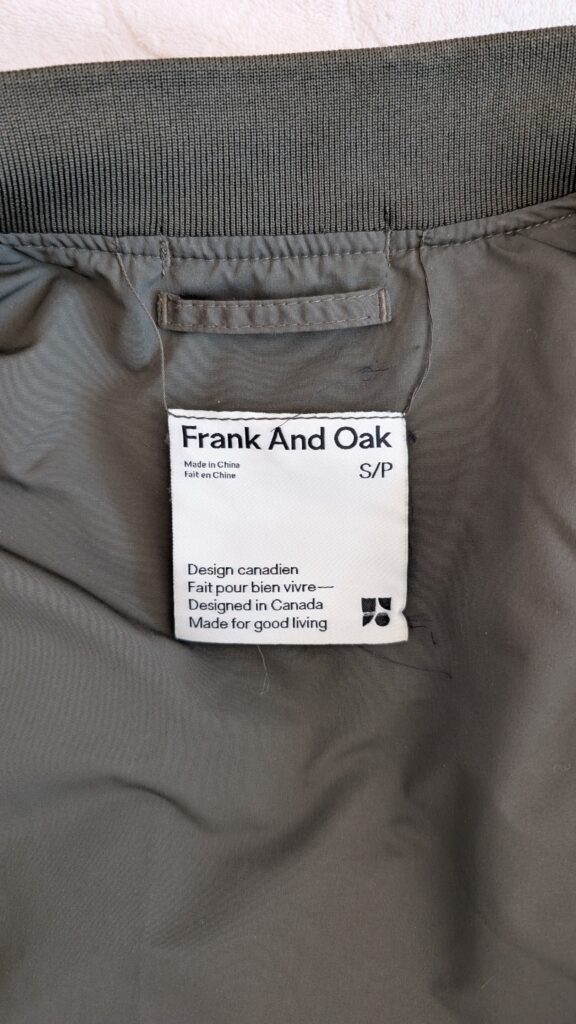 Frank And Oak
Made in China
Fait en Chine
S/P
Design canadien
Fait pour bien vivre—
Designed in Canada
Made for good living